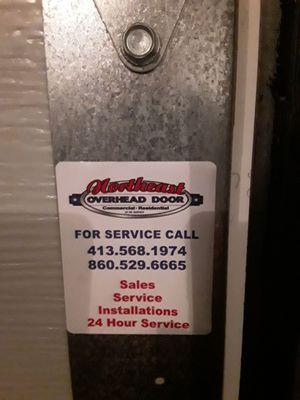 Northeast
OVERHEAD DOOR
Commercial • Residential
FOR SERVICE CALL
413.568.1974
860.529.6665
Sales
Service
Installations
24 Hour Service